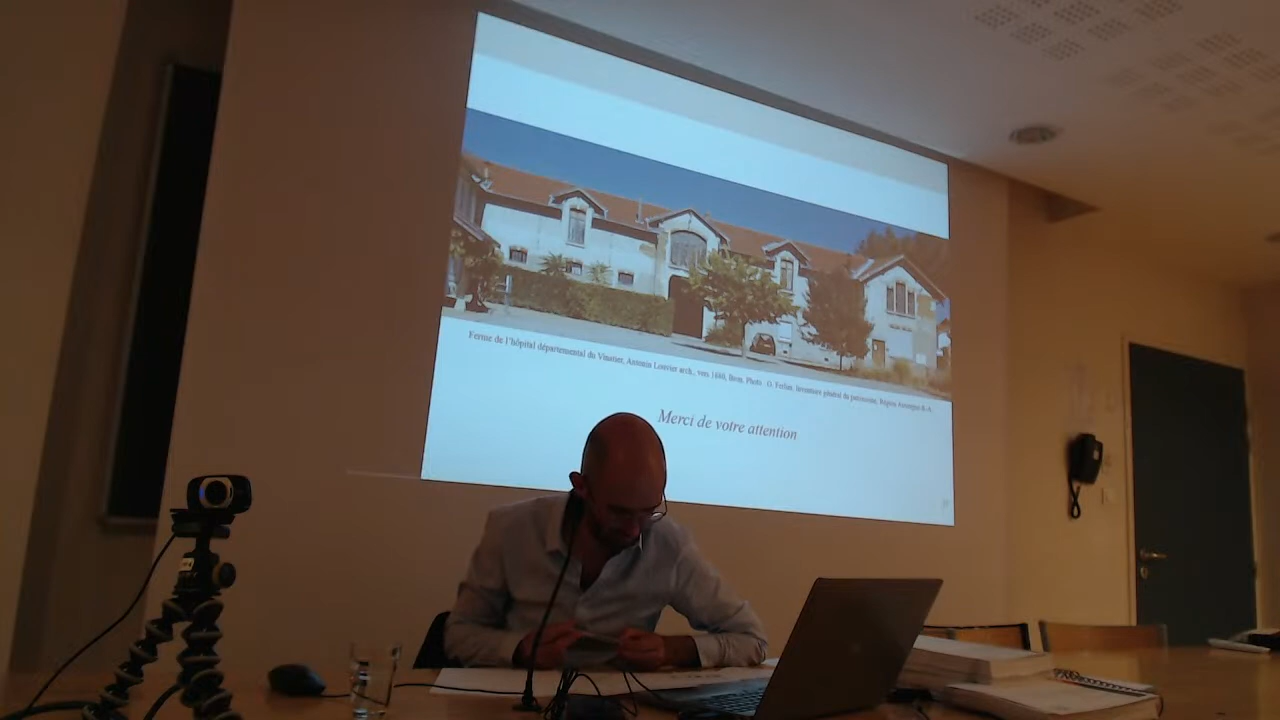 Ferme de l'hôpital départemental du Vinatier, Antonin Louvier arch., vers 1880, Bron. Photo : G. Ferlan, inventaire général du patrimoine, Région Auvergne R.-A.
Merci de votre attention